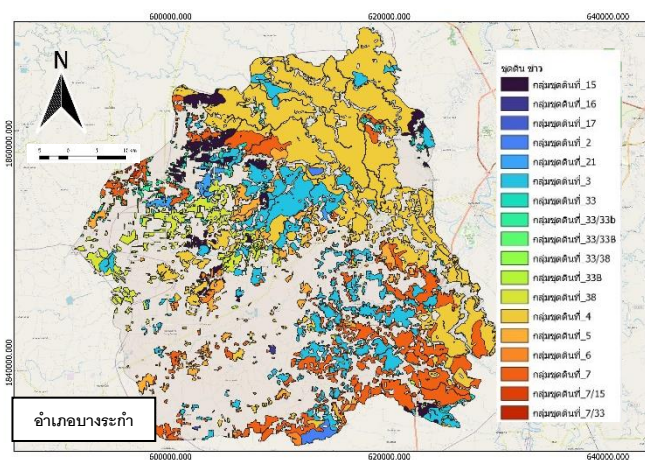 600000.000 620000.000 640000.000
N
5 0 5 10 km
1860000.000
1840000.000
ชุดดิน ข้าว
กลุ่มชุดดินที่_15
กลุ่มชุดดินที่_16
กลุ่มชุดดินที่_17
กลุ่มชุดดินที่_2
กลุ่มชุดดินที่_21
กลุ่มชุดดินที่_3
กลุ่มชุดดินที่_33
กลุ่มชุดดินที่_33/33b
กลุ่มชุดดินที่_33/33B
กลุ่มชุดดินที่_33/38
กลุ่มชุดดินที่_33B
กลุ่มชุดดินที่_38
กลุ่มชุดดินที่_4
กลุ่มชุดดินที่_5
กลุ่มชุดดินที่_6
กลุ่มชุดดินที่_7
กลุ่มชุดดินที่_7/15
กลุ่มชุดดินที่_7/33
อำเภอบางระกำ
600000.000 620000.000 640000.000